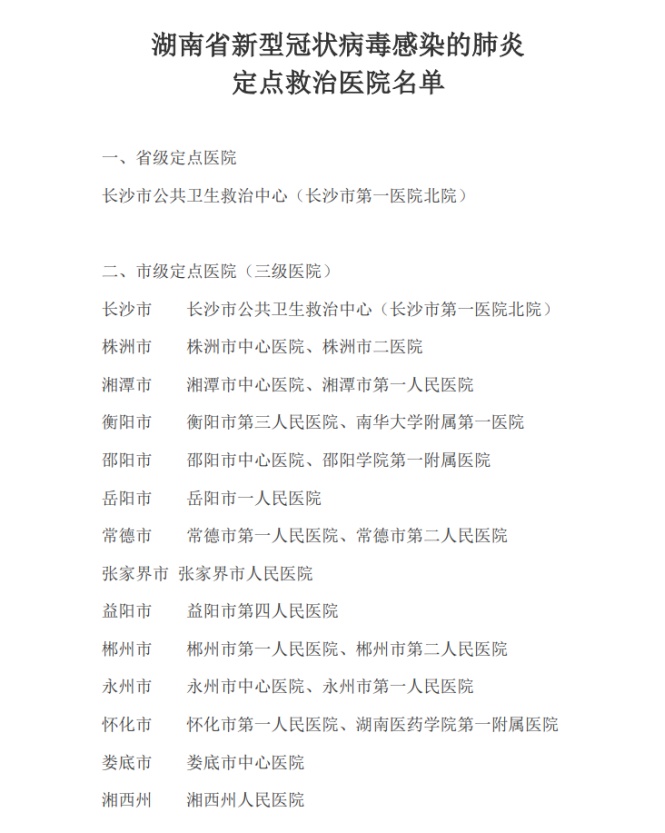 湖南省新型冠状病毒感染的肺炎
定点救治医院名单
一、省级定点医院
长沙市公共卫生救治中心（长沙市第一医院北院）
二、市级定点医院（三级医院）
长沙市 长沙市公共卫生救治中心（长沙市第一医院北院）
株洲市 株洲市中心医院、株洲市二医院
湘潭市 湘潭市中心医院、湘潭市第一人民医院
衡阳市 衡阳市第三人民医院、南华大学附属第一医院
邵阳市 邵阳市中心医院、邵阳学院第一附属医院
岳阳市 岳阳市一人民医院
常德市 常德市第一人民医院、常德市第二人民医院
张家界市 张家界市人民医院
益阳市 益阳市第四人民医院
郴州市 郴州市第一人民医院、郴州市第二人民医院
永州市 永州市中心医院、永州市第一人民医院
怀化市 怀化市第一人民医院、湖南医药学院第一附属医院
娄底市 娄底市中心医院
湘西州 湘西州人民医院